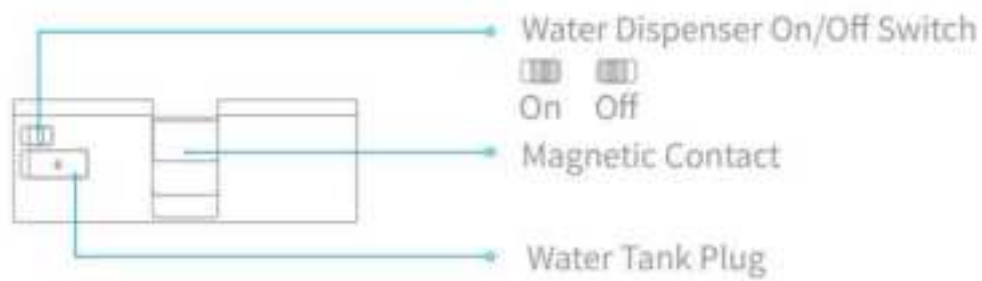 Water Dispenser On/Off Switch
On Off
Magnetic Contact
Water Tank Plug